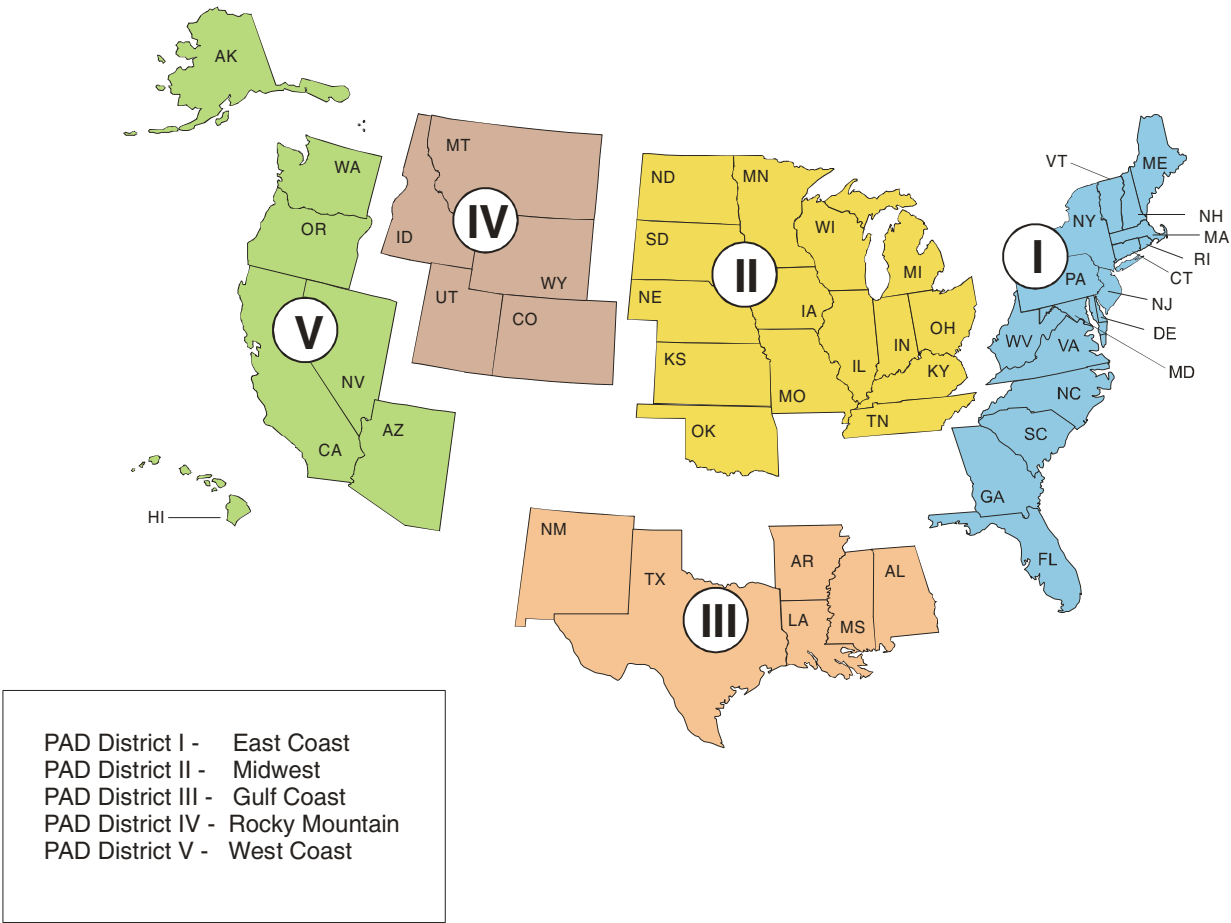 AK
WA
OR
CA
NV
AZ
HI
V
MT
ID
WY
UT
CO
IV
ND
MN
SD
WI
MI
NE
IA
IL
IN
OH
KS
MO
KY
OK
TN
II
VT
ME
NY
NH
MA
RI
CT
PA
NJ
DE
MD
WV
VA
NC
SC
GA
FL
I
NM
TX
AR
LA
MS
AL
III
PAD District I - East Coast
PAD District II - Midwest
PAD District III - Gulf Coast
PAD District IV - Rocky Mountain
PAD District V - West Coast